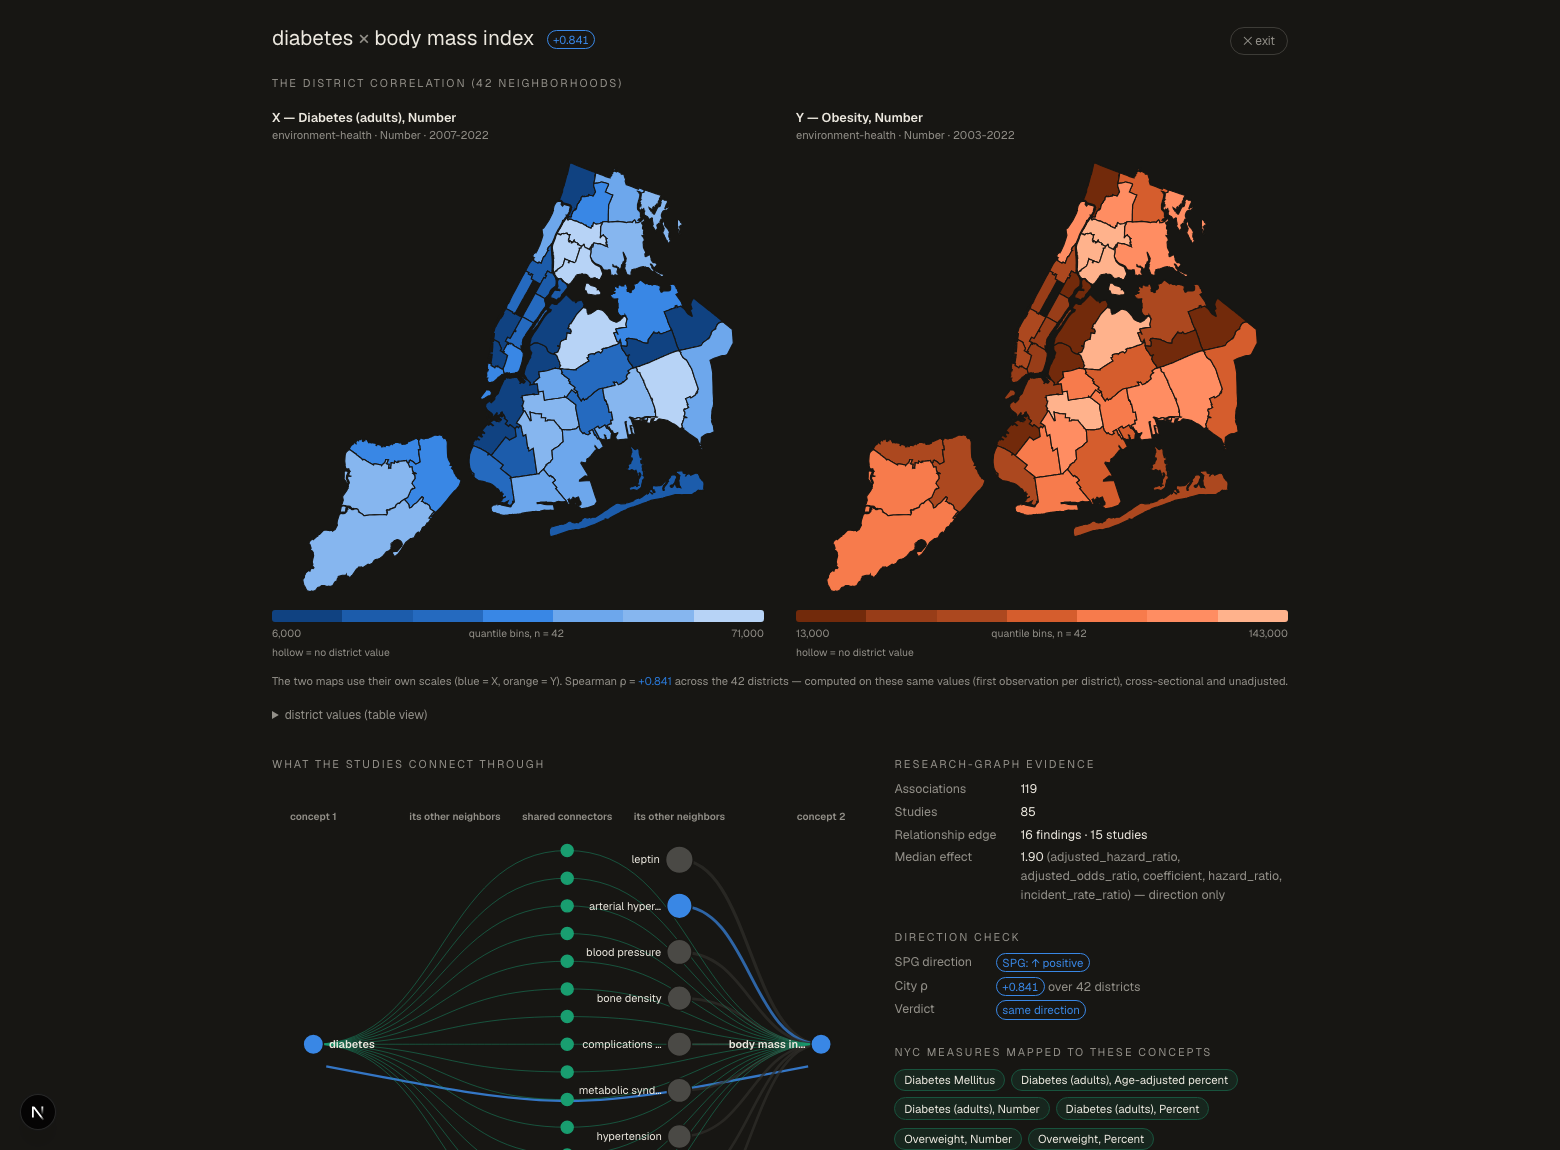 diabetes × body mass index +0.841
× exit
THE DISTRICT CORRELATION (42 NEIGHBORHOODS)
X — Diabetes (adults), Number
environment-health · Number · 2007-2022
Y — Obesity, Number
environment-health · Number · 2003-2022
6,000 quantile bins, n = 42 71,000
hollow = no district value
13,000 quantile bins, n = 42 143,000
hollow = no district value
The two maps use their own scales (blue = X, orange = Y). Spearman ρ = +0.841 across the 42 districts — computed on these same values (first observation per district), cross-sectional and unadjusted.
▶ district values (table view)
WHAT THE STUDIES CONNECT THROUGH
concept 1 its other neighbors shared connectors its other neighbors concept 2
leptin
arterial hyper...
blood pressure
bone density
diabetes
complications ...
body mass in...
metabolic synd...
hypertension
RESEARCH-GRAPH EVIDENCE
Associations 119
Studies 85
Relationship edge 16 findings · 15 studies
Median effect 1.90 (adjusted_hazard_ratio,
adjusted_odds_ratio, coefficient, hazard_ratio,
incident_rate_ratio) — direction only
DIRECTION CHECK
SPG direction SPG: ↑ positive
City ρ +0.841 over 42 districts
Verdict same direction
NYC MEASURES MAPPED TO THESE CONCEPTS
Diabetes Mellitus Diabetes (adults), Age-adjusted percent
Diabetes (adults), Number Diabetes (adults), Percent
Overweight, Number Overweight, Percent
N